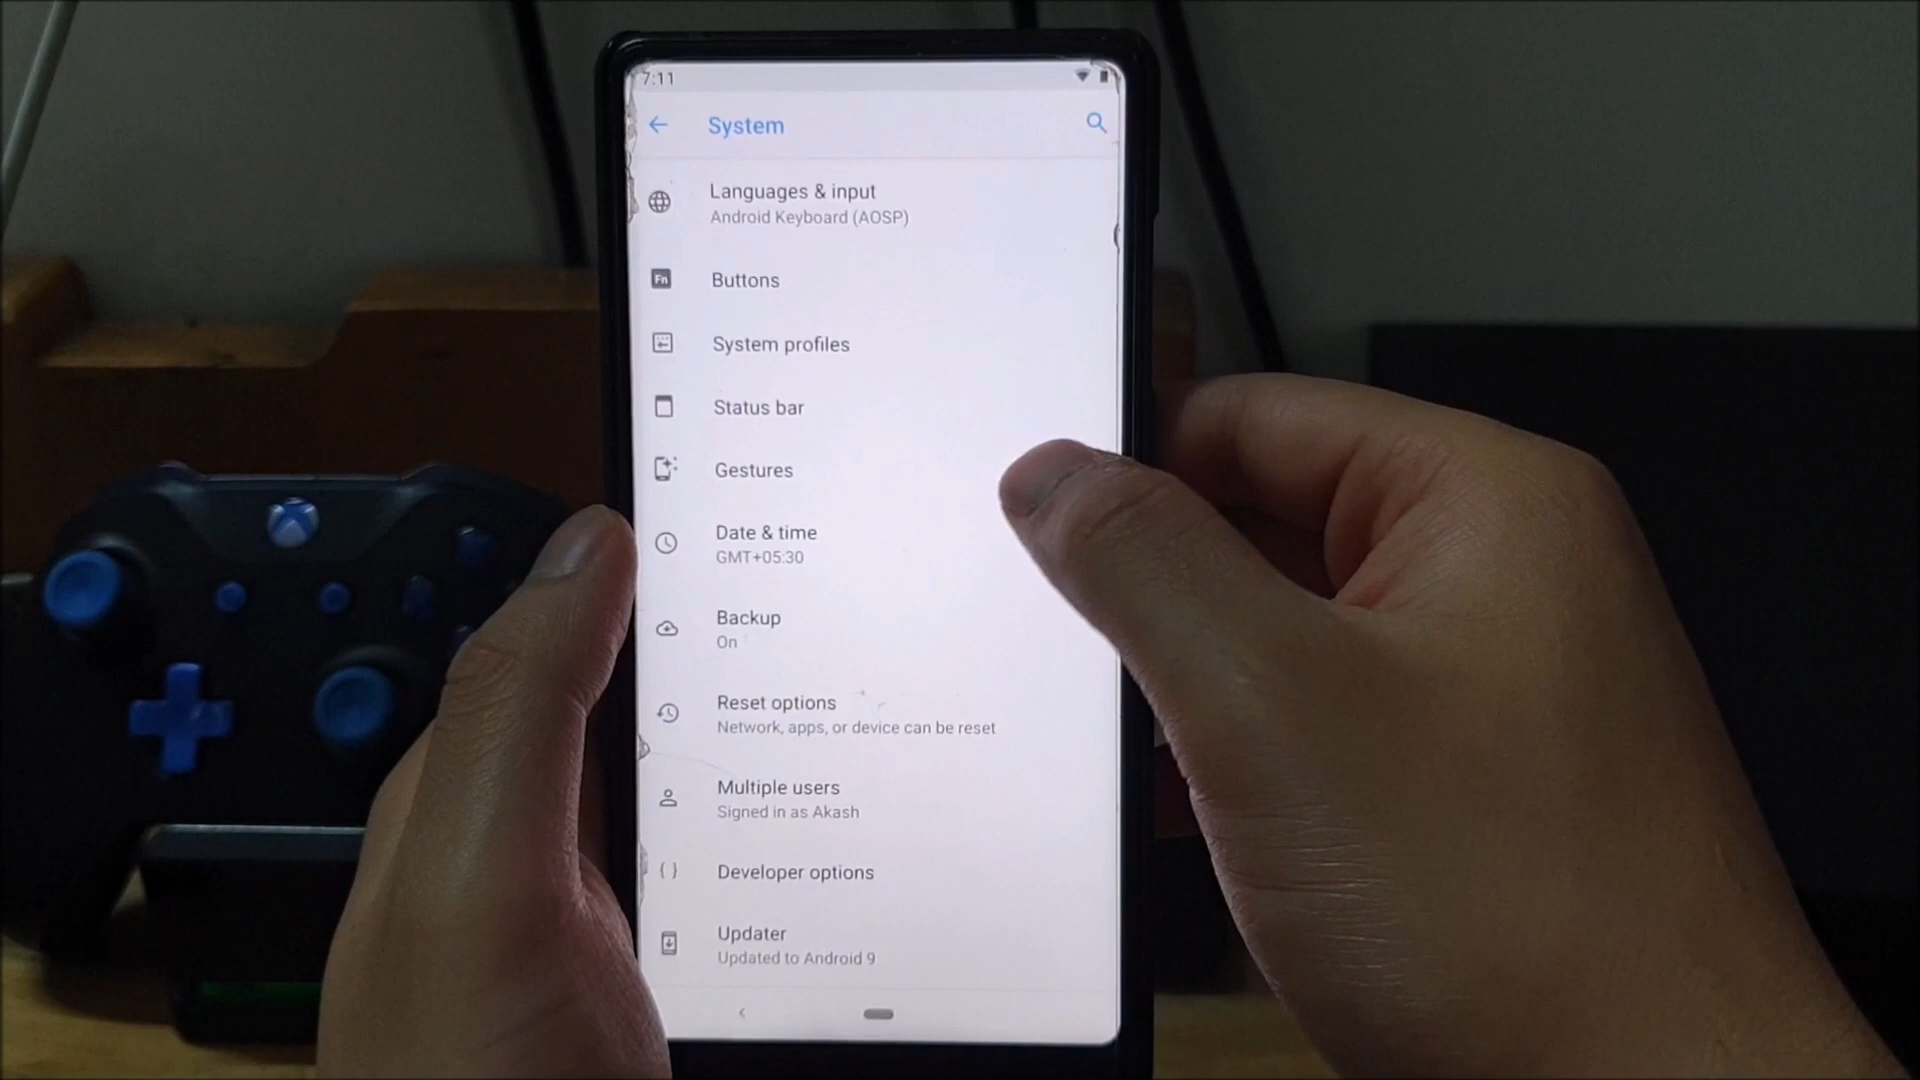 7:11
System
Languages & input
Android Keyboard (AOSP)
Fn
Buttons
System profiles
Status bar
Gestures
Date & time
GMT+05:30
Backup
On
Reset options
Network, apps, or device can be reset
Multiple users
Signed in as Akash
{ }
Developer options
Updater
Updated to Android 9